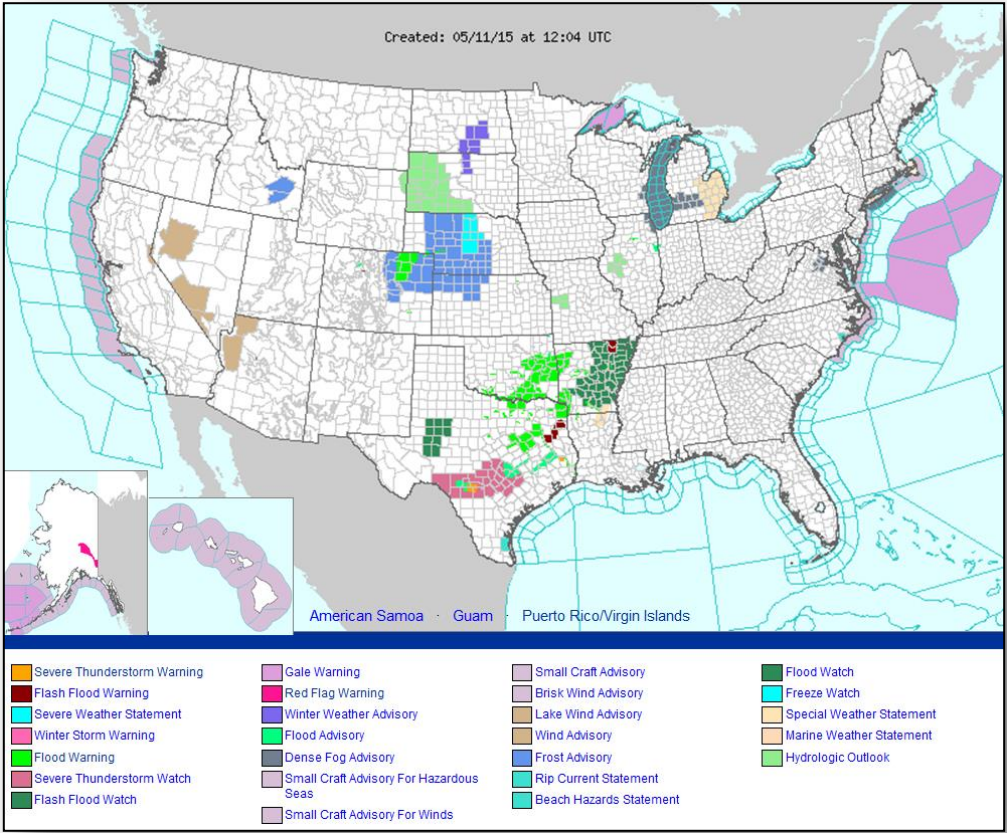 Created: 05/11/15 at 12:04 UTC
American Samoa · Guam · Puerto Rico/Virgin Islands
Severe Thunderstorm Warning
Flash Flood Warning
Severe Weather Statement
Winter Storm Warning
Flood Warning
Severe Thunderstorm Watch
Flash Flood Watch
Gale Warning
Red Flag Warning
Winter Weather Advisory
Flood Advisory
Dense Fog Advisory
Small Craft Advisory For Hazardous
Seas
Small Craft Advisory For Winds
Small Craft Advisory
Brisk Wind Advisory
Lake Wind Advisory
Wind Advisory
Frost Advisory
Rip Current Statement
Beach Hazards Statement
Flood Watch
Freeze Watch
Special Weather Statement
Marine Weather Statement
Hydrologic Outlook